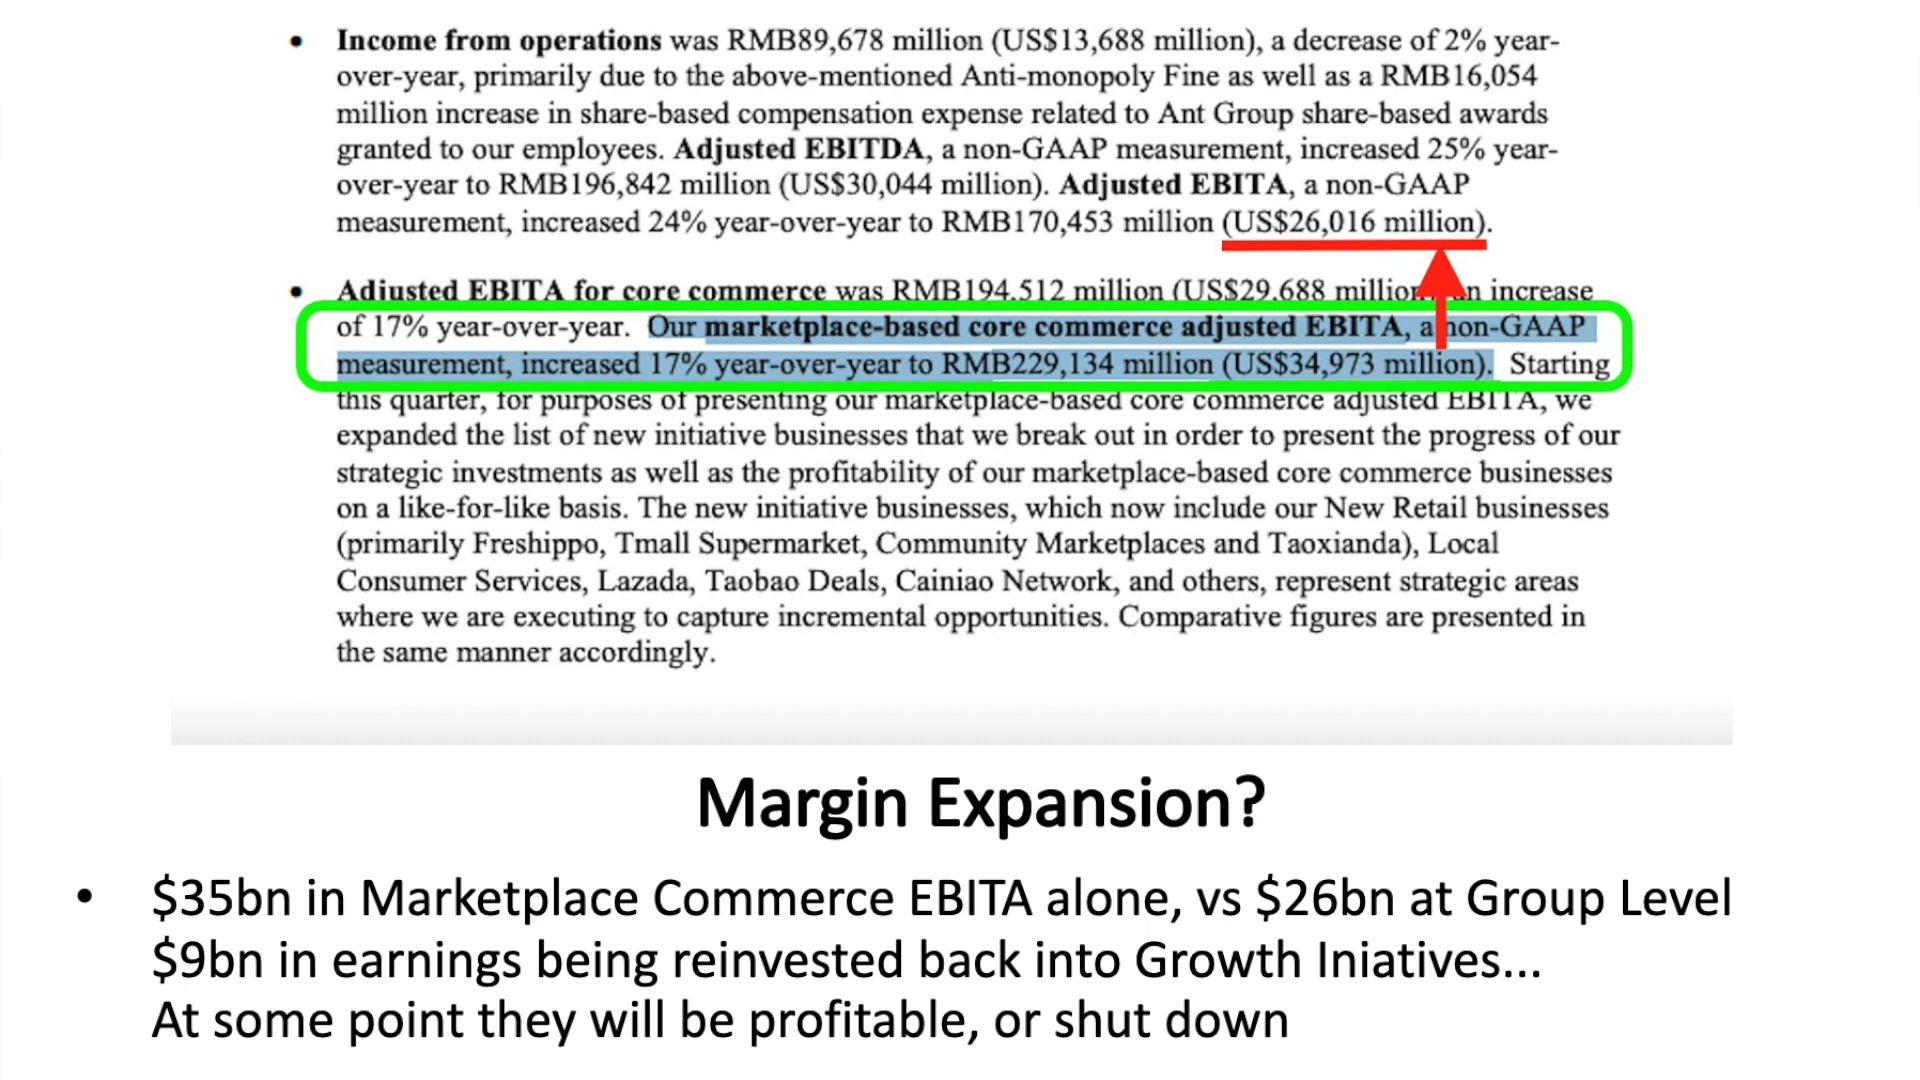 • Income from operations was RMB89,678 million (US$13,688 million), a decrease of 2% year-
over-year, primarily due to the above-mentioned Anti-monopoly Fine as well as a RMB16,054
million increase in share-based compensation expense related to Ant Group share-based awards
granted to our employees. Adjusted EBITDA, a non-GAAP measurement, increased 25% year-
over-year to RMB196,842 million (US$30,044 million). Adjusted EBITA, a non-GAAP
measurement, increased 24% year-over-year to RMB170,453 million (US$26,016 million).
• Adjusted EBITA for core commerce was RMB194,512 million (US$29,688 million increase
of 17% year-over-year. Our marketplace-based core commerce adjusted EBITA, a non-GAAP
measurement, increased 17% year-over-year to RMB229,134 million (US$34,973 million). Starting
this quarter, for purposes of presenting our marketplace-based core commerce adjusted EBITA, we
expanded the list of new initiative businesses that we break out in order to present the progress of our
strategic investments as well as the profitability of our marketplace-based core commerce businesses
on a like-for-like basis. The new initiative businesses, which now include our New Retail businesses
(primarily Freshippo, Tmall Supermarket, Community Marketplaces and Taoxianda), Local
Consumer Services, Lazada, Taobao Deals, Cainiao Network, and others, represent strategic areas
where we are executing to capture incremental opportunities. Comparative figures are presented in
the same manner accordingly.
Margin Expansion?
• $35bn in Marketplace Commerce EBITA alone, vs $26bn at Group Level
$9bn in earnings being reinvested back into Growth Iniatives...
At some point they will be profitable, or shut down